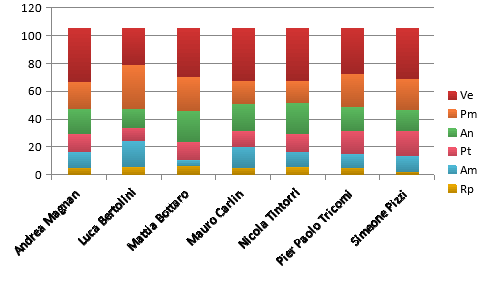 120
100
80
60
40
20
0
Ve
Pm
An
Pt
Am
Rp
Andrea Magnan
Luca Bertolini
Mattia Bottaro
Mauro Carlin
Nicola Tintorri
Pier Paolo Tricomi
Simeone Pizzi